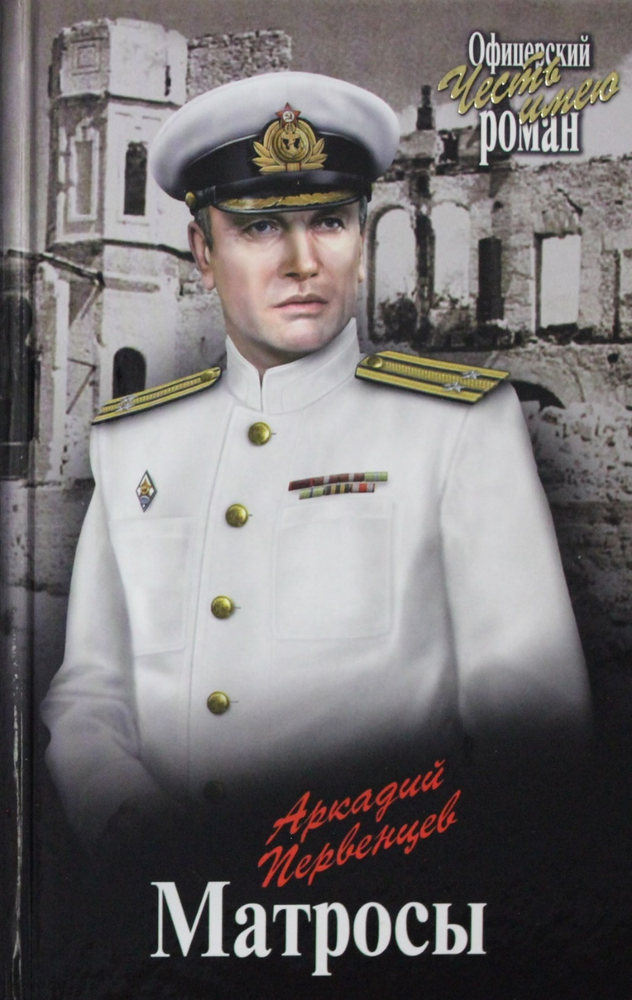 Офицерский
Честь
имею
роман
Аркадий
Первенцев
Матросы